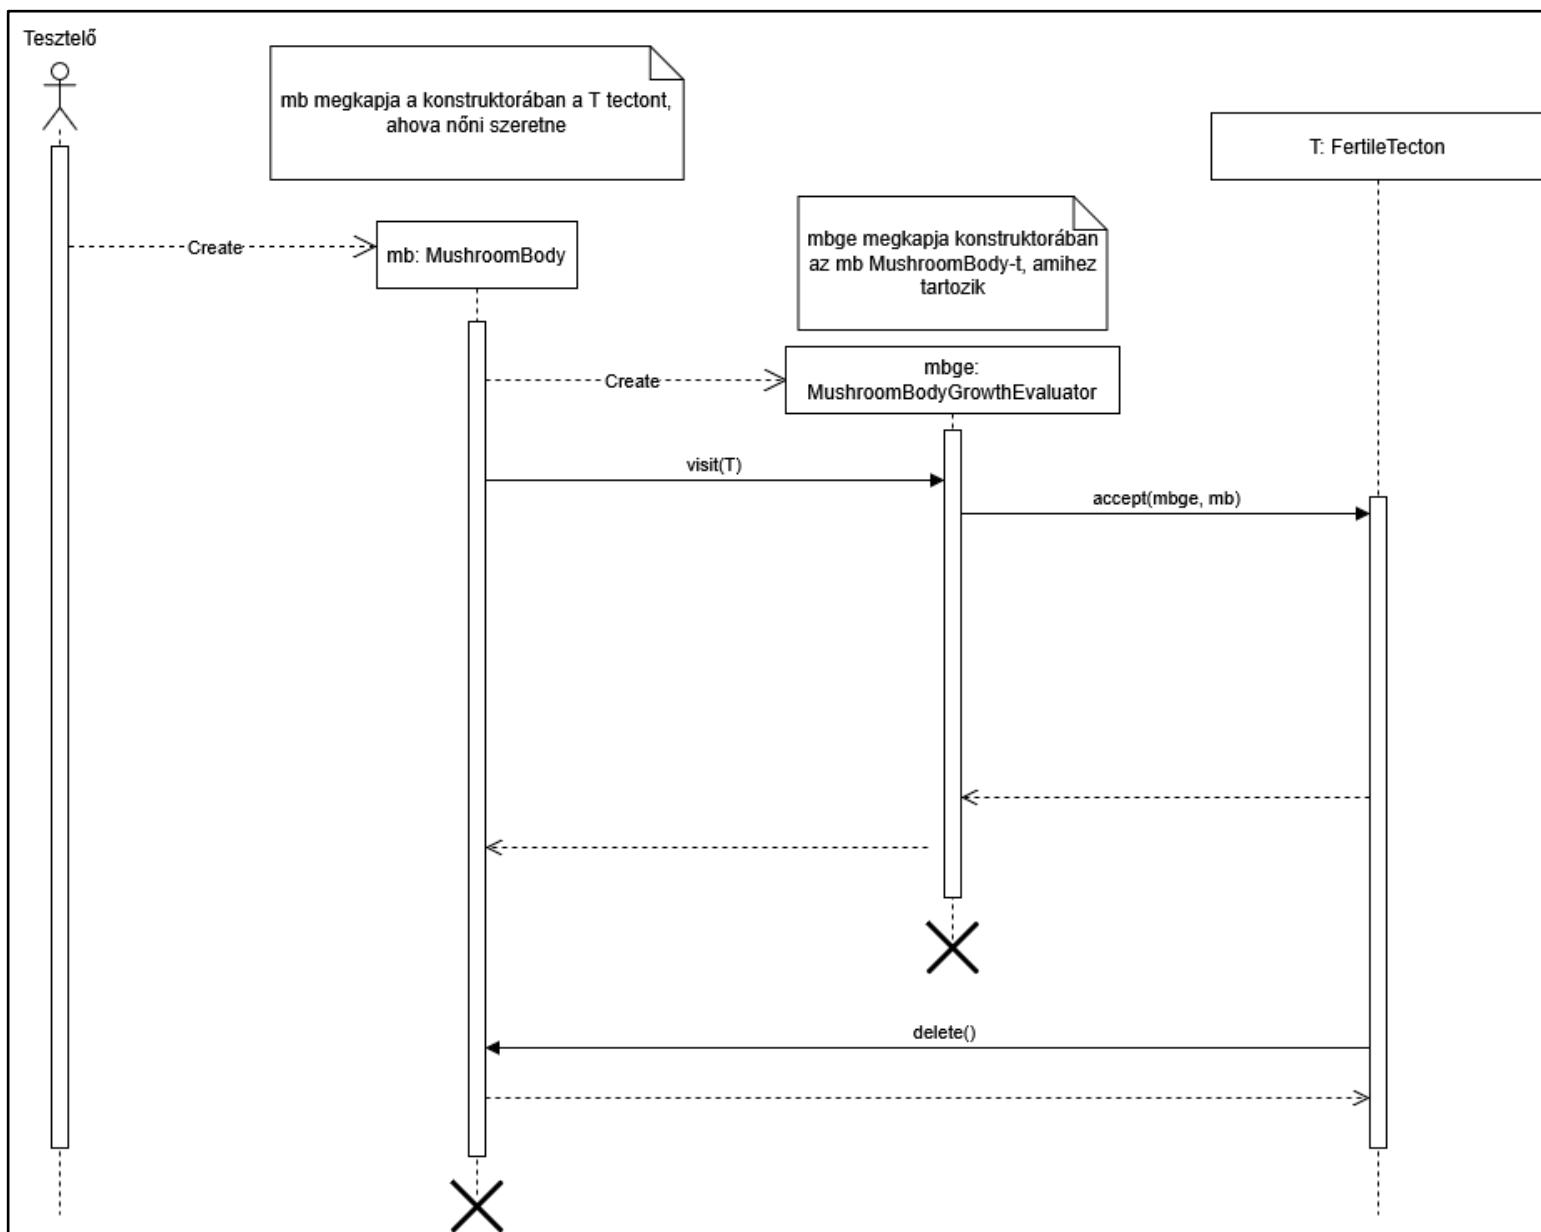 Tesztelő
mb megkapja a konstruktorában a T tectont,
ahova nőni szeretne
T: FertileTecton
mbge megkapja konstruktorában
az mb MushroomBody-t, amihez
tartozik
Create
mb: MushroomBody
Create
mbge:
MushroomBodyGrowthEvaluator
visit(T)
accept(mbge, mb)
delete()